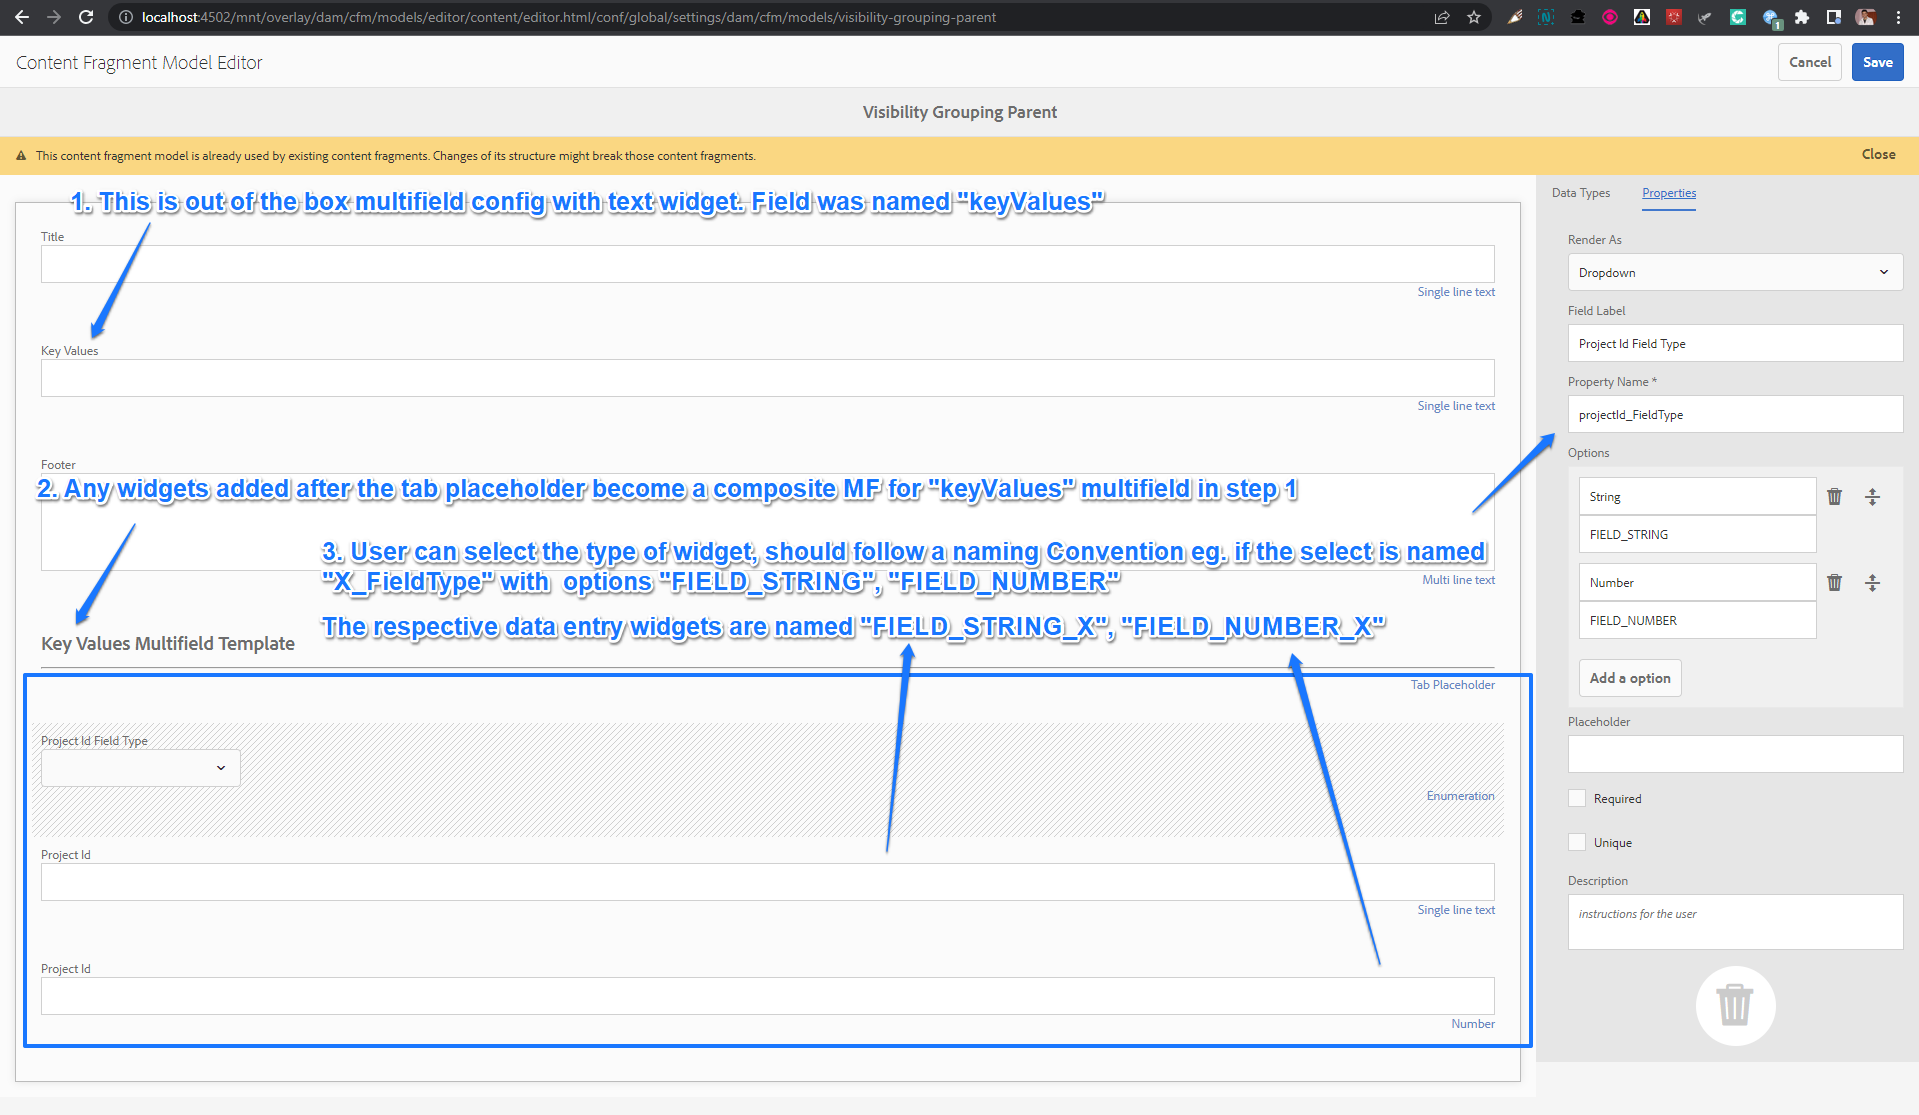 localhost:4502/mnt/overlay/dam/cfm/models/editor/content/editor.html/conf/global/settings/dam/cfm/models/visibility-grouping-parent
1
Content Fragment Model Editor
Cancel
Save
Visibility Grouping Parent
This content fragment model is already used by existing content fragments. Changes of its structure might break those content fragments.
Close
1. This is out of the box multifield config with text widget. Field was named "keyValues"
Title
Single line text
Key Values
Single line text
Footer
2. Any widgets added after the tab placeholder become a composite MF for "keyValues" multifield in step 1
3. User can select the type of widget, should follow a naming Convention eg. if the select is named
"X_FieldType" with options "FIELD_STRING", "FIELD_NUMBER"
Multi line text
The respective data entry widgets are named "FIELD_STRING_X", "FIELD_NUMBER_X"
Key Values Multifield Template
Tab Placeholder
Project Id Field Type
Enumeration
Project Id
Single line text
Project Id
Number
Data Types
Properties
Render As
Dropdown
Field Label
Project Id Field Type
Property Name *
projectId_FieldType
Options
String
FIELD_STRING
Number
FIELD_NUMBER
Add a option
Placeholder
Required
Unique
Description
instructions for the user